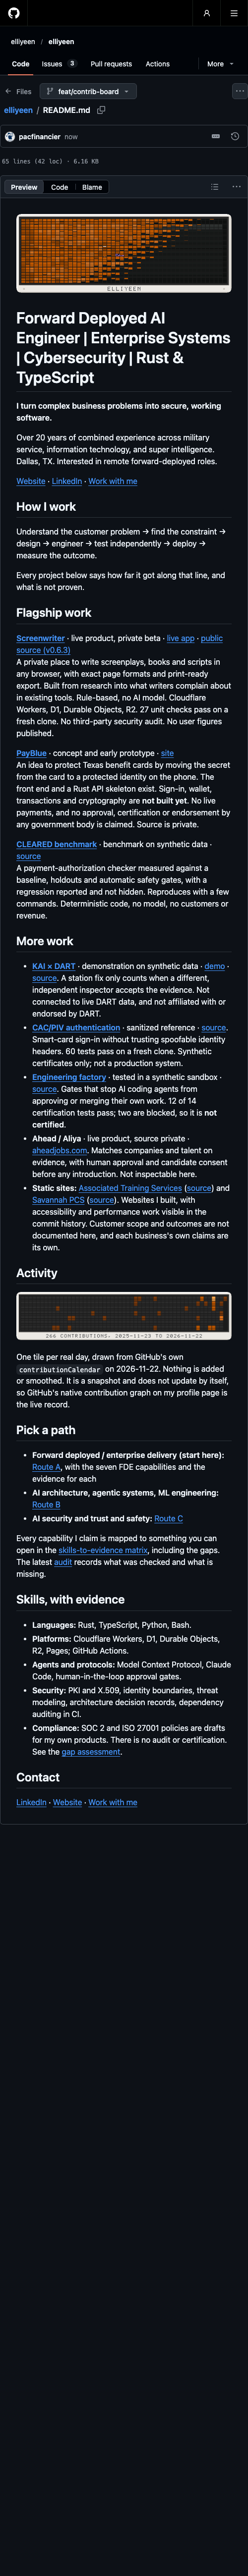 elliyeen / elliyeen
Code Issues 3 Pull requests Actions More
Files feat/contrib-board
elliyeen / README.md
pacfinancier now
65 lines (42 loc) · 6.16 KB
Preview Code Blame
ELLIYEEN
Forward Deployed AI
Engineer | Enterprise Systems
| Cybersecurity | Rust &
TypeScript
I turn complex business problems into secure, working
software.
Over 20 years of combined experience across military
service, information technology, and super intelligence.
Dallas, TX. Interested in remote forward-deployed roles.
Website · LinkedIn · Work with me
How I work
Understand the customer problem → find the constraint →
design → engineer → test independently → deploy →
measure the outcome.
Every project below says how far it got along that line, and
what is not proven.
Flagship work
Screenwriter · live product, private beta · live app · public
source (v0.6.3)
A private place to write screenplays, books and scripts in
any browser, with exact page formats and print-ready
export. Built from research into what writers complain about
in existing tools. Rule-based, no AI model. Cloudflare
Workers, D1, Durable Objects, R2. 27 unit checks pass on a
fresh clone. No third-party security audit. No user figures
published.
PayBlue · concept and early prototype · site
An idea to protect Texas benefit cards by moving the secret
from the card to a passkey and identity on the phone. The
front end and a Rust API skeleton exist. Sign-in, wallet,
transactions and cryptography are not built yet. No live
payments, and no approval, certification or endorsement by
any government body is claimed. Source is private.
CLEARED benchmark · benchmark on synthetic data ·
source
A payment-authorization checker measured against a
baseline, holdouts and automatic safety gates, with a
regression it found reported and not hidden. Rerun it with a few
commands. Deterministic code, no model, no customers or
revenue.
More work
KAI × DART · demonstration on synthetic data · demo ·
source. A station fix only counts when a different,
independent inspector accepts the evidence. Not
connected to live DART data, and not affiliated with or
endorsed by DART.
CAC/PIV authentication · sanitized reference · source.
Smart-card sign-in without trusting spoofable identity
headers. 60 tests pass on a fresh clone. Synthetic
certificates only; not a production system.
Engineering factory · tested in a synthetic sandbox ·
source. Gates that stop AI coding agents from
approving or merging their own work. 12 of 14
certification tests pass; two are blocked, so it is not
certified.
Ahead / Aliya · live product, source private ·
aheadjobs.com. Matches companies and talent on
evidence, with human approval and candidate consent
before any introduction. Not independently tested here.
Static sites: Associated Training Services (source) and
Savannah PCS (source). Websites I built, with
accessibility and performance work visible in the
commit history. Customer scope and outcomes are not
documented here, and each business's own claims are
its own.
Activity
266 CONTRIBUTIONS, 2025-11-23 TO 2026-11-22
One tile per real day, drawn from GitHub's own
contributionCalendar on 2026-11-22. Nothing is added
or smoothed. It is a snapshot and does not update by itself,
so GitHub's native contribution graph on my profile page is
the live record.
Pick a path
Forward deployed / enterprise delivery (start here):
Route A, with the seven FDE capabilities and the
evidence for each
AI architecture, agentic systems, ML engineering:
Route B
AI security and trust and safety: Route C
Every capability I claim is mapped to something you can
open in the skills-to-evidence matrix, including the gaps.
The latest audit records what was checked and what is
missing.
Skills, with evidence
Languages: Rust, TypeScript, Python, Bash.
Platforms: Cloudflare Workers, D1, Durable Objects,
R2, Pages; GitHub Actions.
Agents and protocols: Model Context Protocol, Claude
Code, human-in-the-loop approval gates.
Security: PKI and X.509, identity boundaries, threat
modeling, architecture decision records, dependency
auditing in CI.
Compliance: SOC 2 and ISO 27001 policies are drafts
for my own products. There is no audit or certification.
See the gap assessment.
Contact
LinkedIn · Website · Work with me